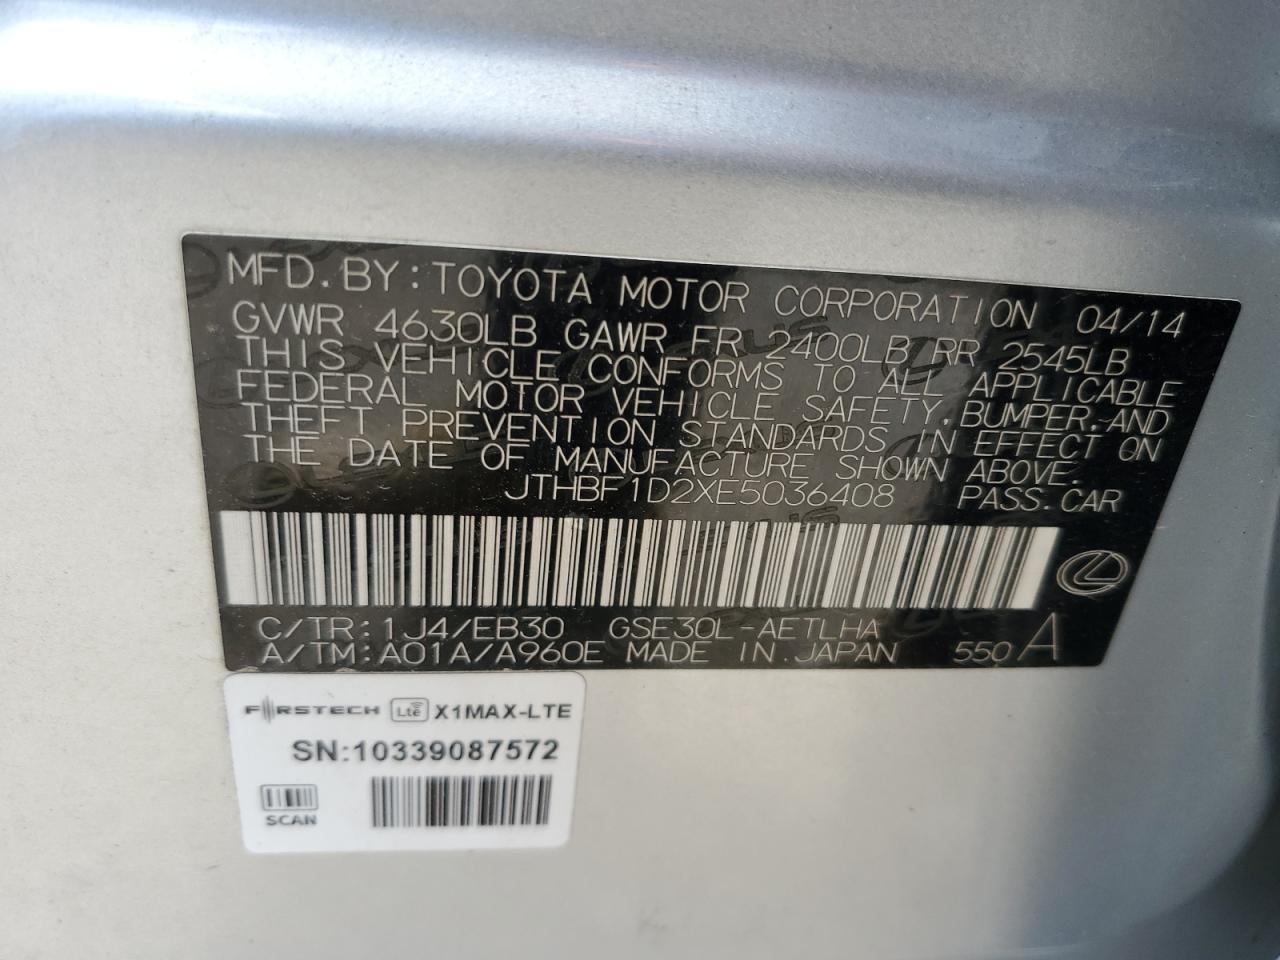 MFD. BY: TOYOTA MOTOR CORPORATION 04/14
GVWR 4630LB GAWR FR 2400LB RR 2545LB
THIS VEHICLE CONFORMS TO ALL APPLICABLE
FEDERAL MOTOR VEHICLE SAFETY, BUMPER, AND
THEFT PREVENTION STANDARDS IN EFFECT ON
THE DATE OF MANUFACTURE SHOWN ABOVE.
JTHBF1D2XE5036408 PASS. CAR
C/TR: 1J4/EB30 GSE30L-AETLHA
A/TM: A01A/A960E MADE IN JAPAN 550 A
FIRSTECH Lte X1MAX-LTE
SN:10339087572
SCAN